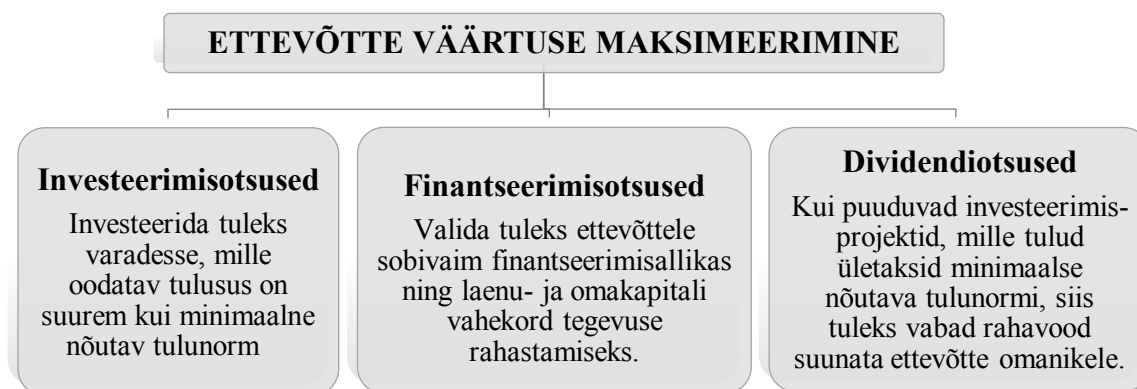 ETTEVÕTTE VÄÄRTUSE MAKSIMEERIMINE
Investeerimisotsused
Investeerida tuleks
varadesse, mille
oodatav tulusus on
suurem kui minimaalne
nõutav tulunorm
Finantseerimisotsused
Valida tuleks ettevõttele
sobivaim finantseerimisallikas
ning laenu- ja omakapitali
vahekord tegevuse
rahastamiseks.
Dividendiotsused
Kui puuduvad investeerimis-
projektid, mille tulud
ületaksid minimaalse
nõutava tulunormi, siis
tuleks vabad rahavood
suunata ettevõtte omanikele.